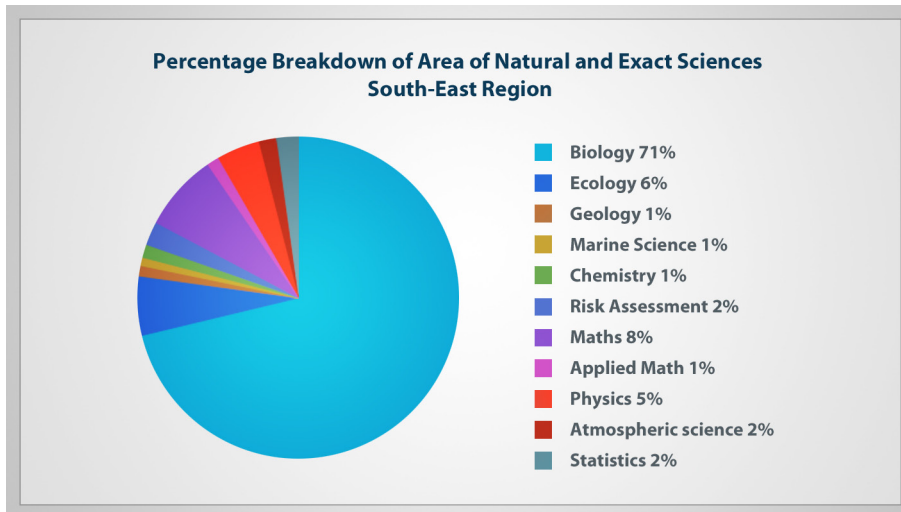 Percentage Breakdown of Area of Natural and Exact Sciences
South-East Region
Biology 71%
Ecology 6%
Geology 1%
Marine Science 1%
Chemistry 1%
Risk Assessment 2%
Maths 8%
Applied Math 1%
Physics 5%
Atmospheric science 2%
Statistics 2%